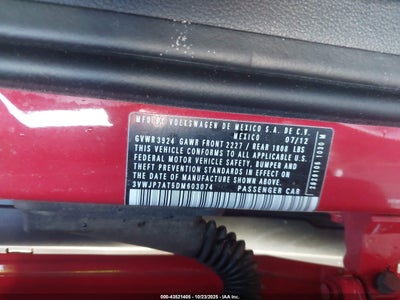 MFD BY VOLKSWAGEN DE MEXICO S.A. DE C.V.
MEXICO 07/12
GVWR 3924 GAWR FRONT 2227 / REAR 1808 LBS
THIS VEHICLE CONFORMS TO ALL APPLICABLE U.S.
FEDERAL MOTOR VEHICLE SAFETY, BUMPER AND
THEFT PREVENTION STANDARDS IN EFFECT ON THE
DATE OF MANUFACTURE SHOWN ABOVE.
3VWJP7AT5DM603074 PASSENGER CAR
000-43521405 - 10/23/2025 - IAAI.COM